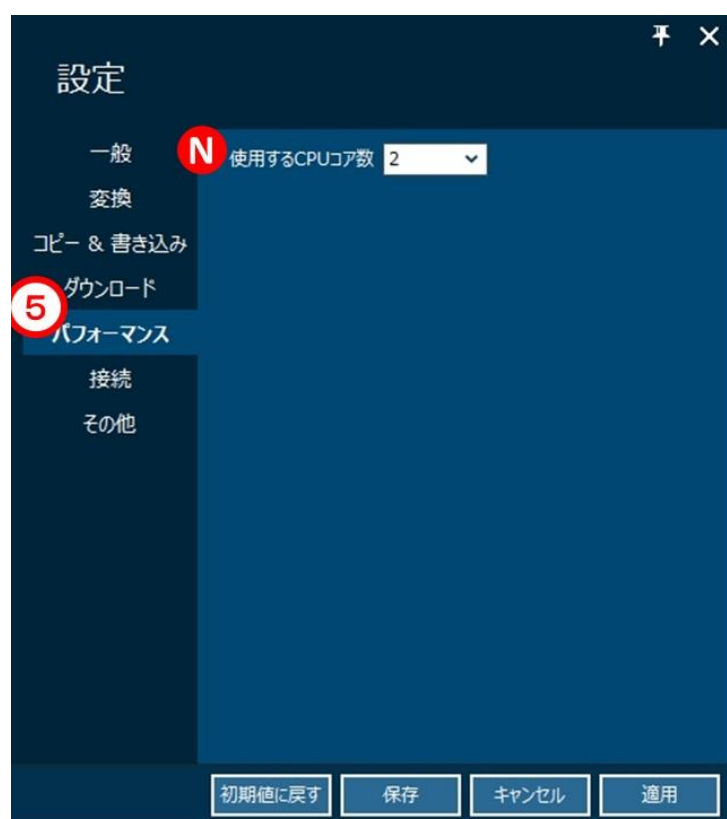 設定
一般
N 使用するCPUコア数 2
変換
コピー & 書き込み
ダウンロード
5
パフォーマンス
接続
その他
初期値に戻す 保存 キャンセル 適用